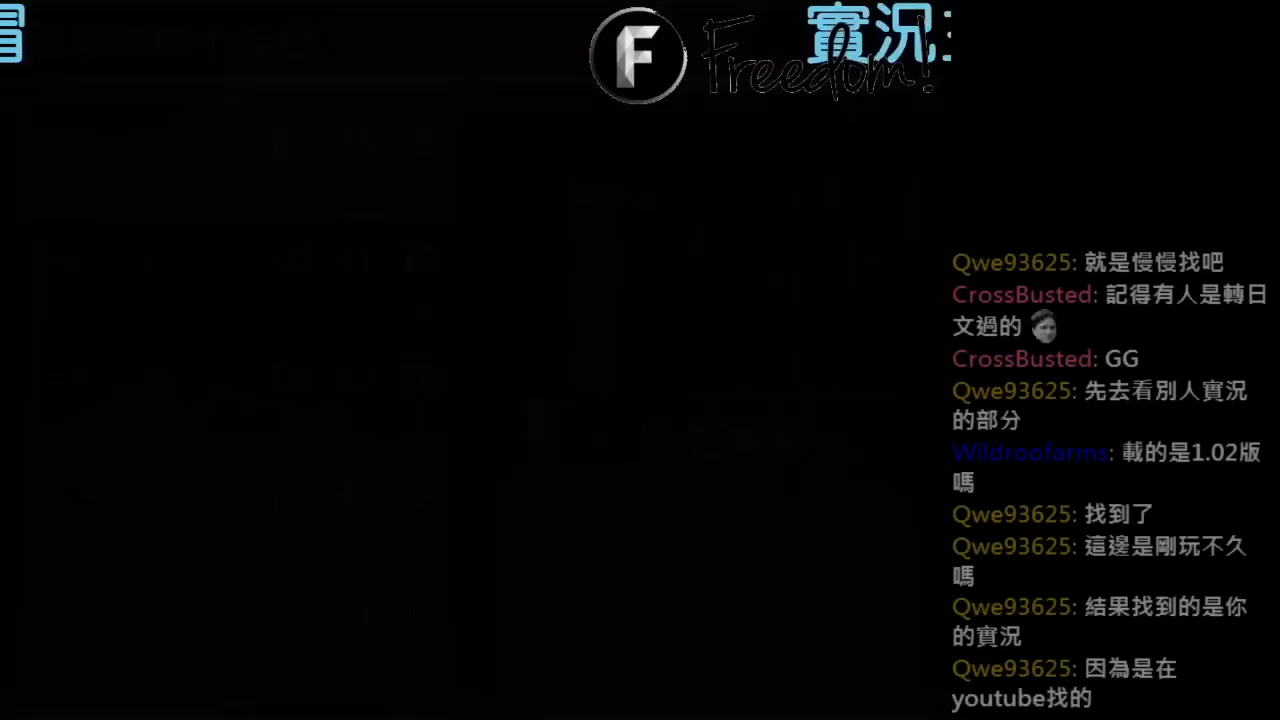 冒
F Freedom!
實況:
Qwe93625: 就是慢慢找吧
CrossBusted: 記得有人是轉日
文過的
CrossBusted: GG
Qwe93625: 先去看別人實況
的部分
Wildroofarms: 載的是1.02版
嗎
Qwe93625: 找到了
Qwe93625: 這邊是剛玩不久
嗎
Qwe93625: 結果找到的是你
的實況
Qwe93625: 因為是在
youtube找的